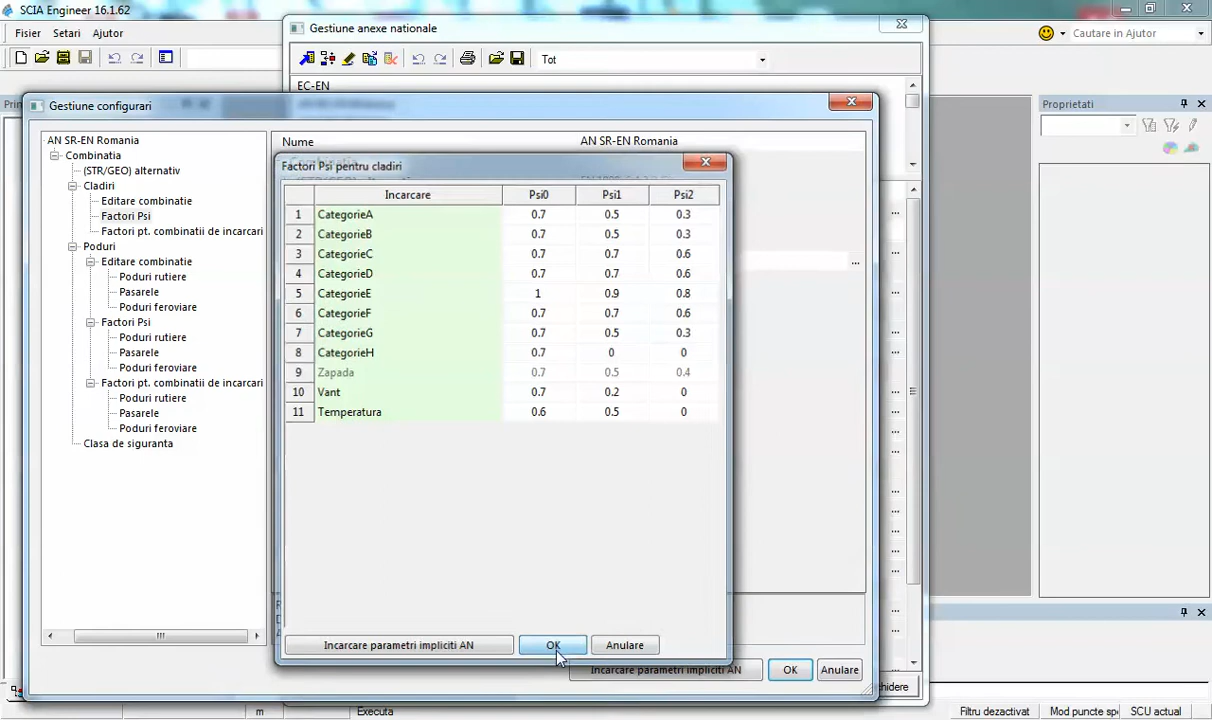 SCIA Engineer 16.1.62
Fisier Setari Ajutor
Cautare in Ajutor
Gestiune anexe nationale
Tot
EC-EN
Proprietati
Gestiune configurari
AN SR-EN Romania
Combinatia
(STR/GEO) alternativ
Cladiri
Editare combinatie
Factori Psi
Factori pt. combinatii de incarcari
Poduri
Editare combinatie
Poduri rutiere
Pasarele
Poduri feroviare
Factori Psi
Poduri rutiere
Pasarele
Poduri feroviare
Factori pt. combinatii de incarcari
Poduri rutiere
Pasarele
Poduri feroviare
Clasa de siguranta
Nume AN SR-EN Romania
Factori Psi pentru cladiri
Incarcare Psi0 Psi1 Psi2
1 CategorieA 0.7 0.5 0.3
2 CategorieB 0.7 0.5 0.3
3 CategorieC 0.7 0.7 0.6
4 CategorieD 0.7 0.7 0.6
5 CategorieE 1 0.9 0.8
6 CategorieF 0.7 0.7 0.6
7 CategorieG 0.7 0.5 0.3
8 CategorieH 0.7 0 0
9 Zapada 0.7 0.5 0.4
10 Vant 0.7 0.2 0
11 Temperatura 0.6 0.5 0
Incarcare parametri impliciti AN OK Anulare
Incarcare parametri impliciti AN OK Anulare
m Executa Filtru dezactivat Mod puncte SCU actual